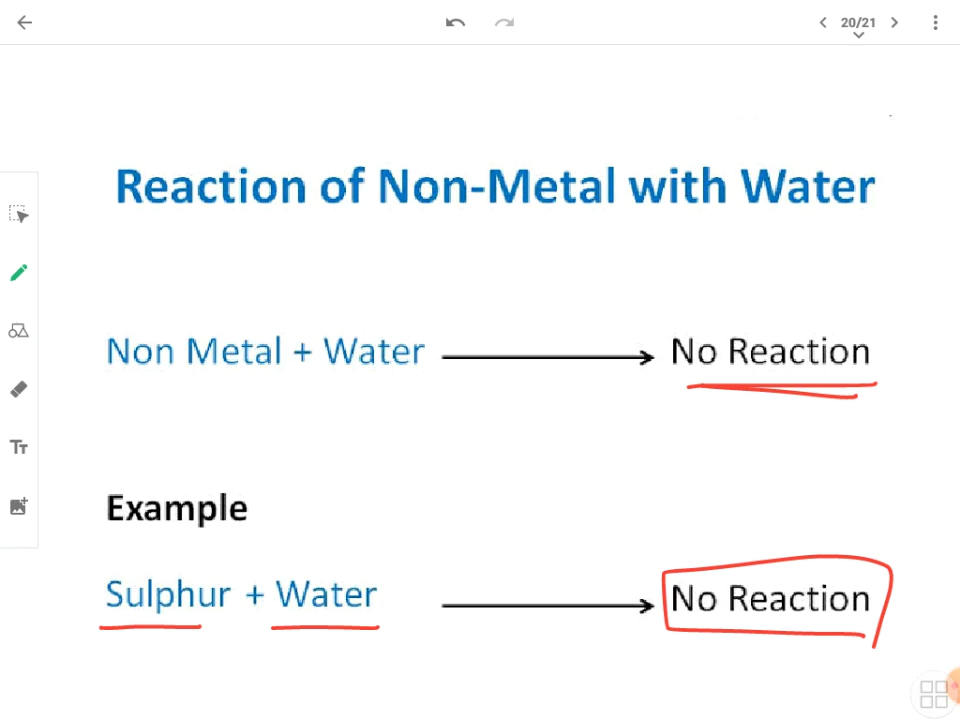 20/21
Reaction of Non-Metal with Water
Non Metal + Water No Reaction
Example
Sulphur + Water No Reaction